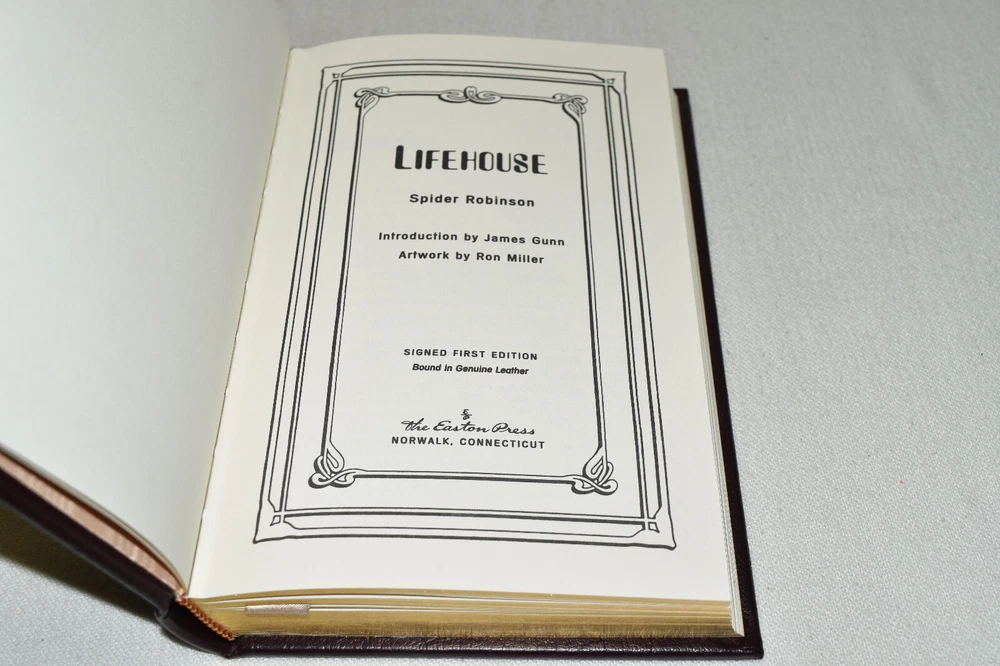 LIFEHOUSE
Spider Robinson
Introduction by James Gunn
Artwork by Ron Miller
SIGNED FIRST EDITION
Bound in Genuine Leather
The Easton Press
NORWALK, CONNECTICUT